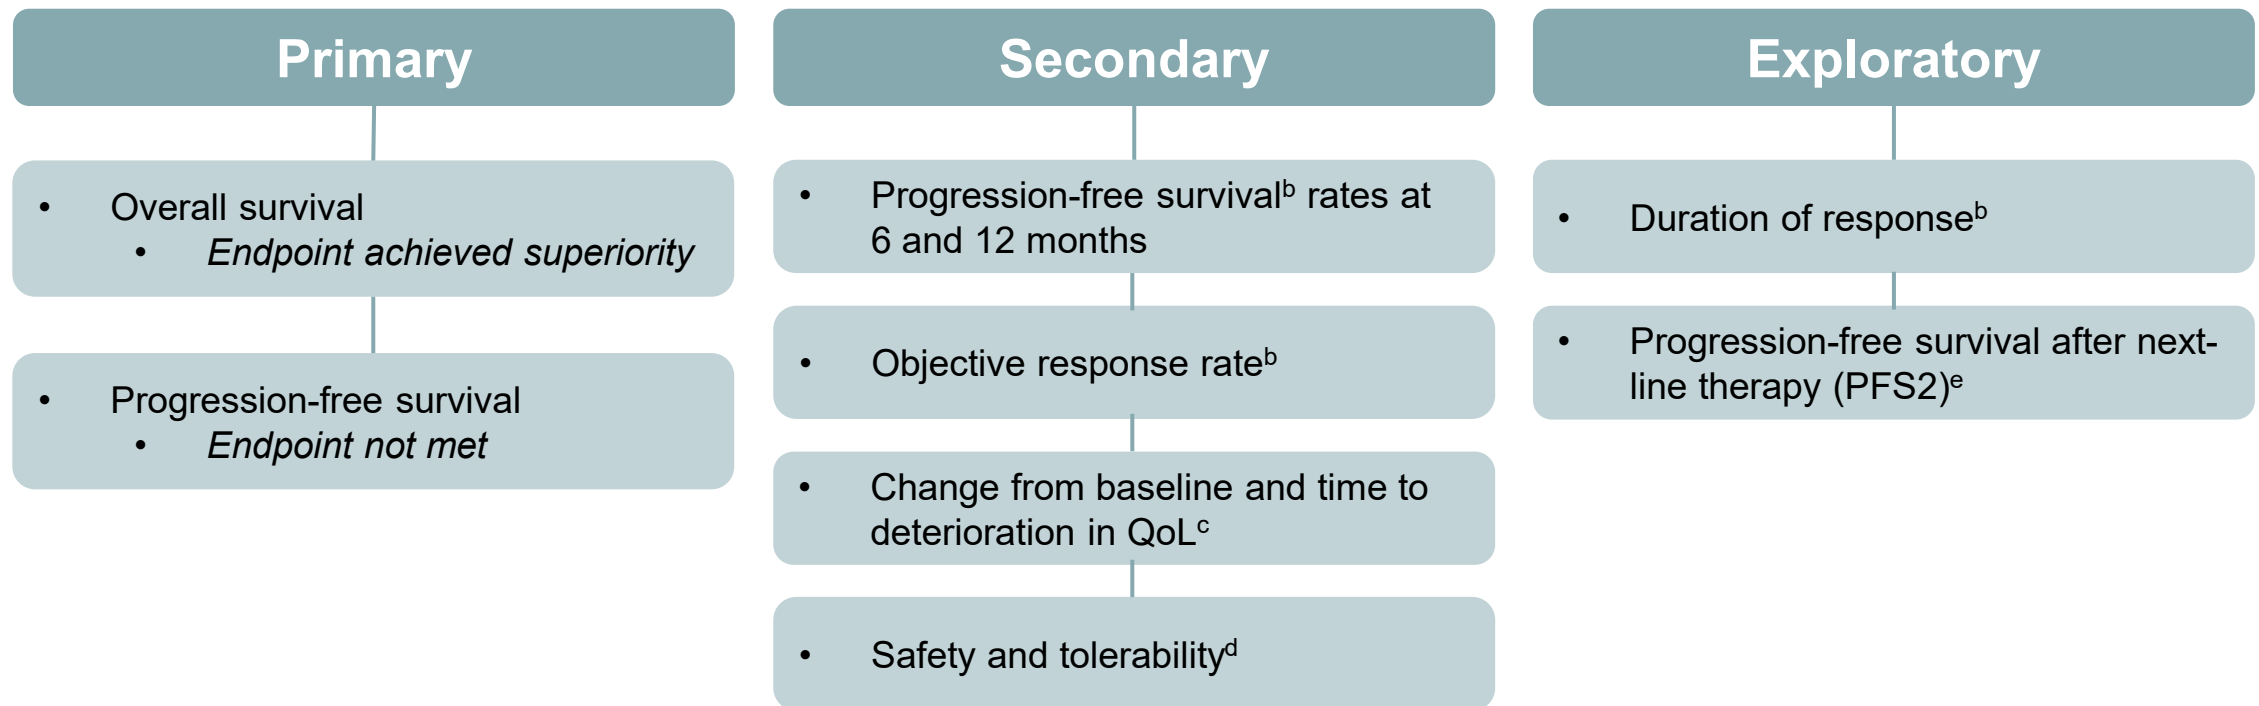 Primary
• Overall survival
• Endpoint achieved superiority
• Progression-free survival
• Endpoint not met
Secondary
• Progression-free survivalᵇ rates at
6 and 12 months
• Objective response rateᵇ
• Change from baseline and time to
deterioration in QoLᶜ
• Safety and tolerabilityᵈ
Exploratory
• Duration of responseᵇ
• Progression-free survival after next-
line therapy (PFS2)ᵉ